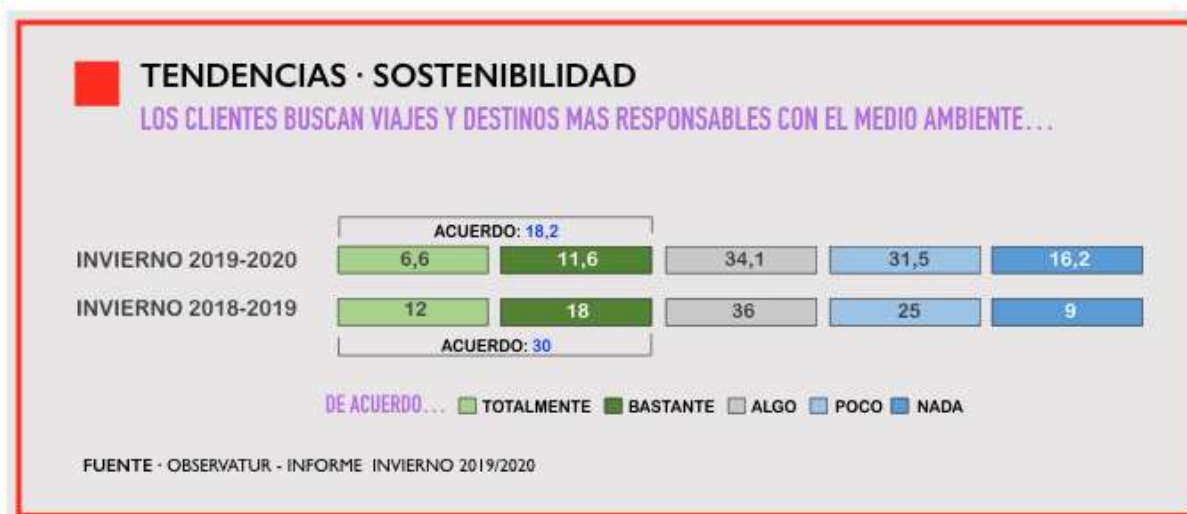 TENDENCIAS · SOSTENIBILIDAD
LOS CLIENTES BUSCAN VIAJES Y DESTINOS MAS RESPONSABLES CON EL MEDIO AMBIENTE...
ACUERDO: 18,2
INVIERNO 2019-2020 6,6 11,6 34,1 31,5 16,2
INVIERNO 2018-2019 12 18 36 25 9
ACUERDO: 30
DE ACUERDO... TOTALMENTE BASTANTE ALGO POCO NADA
FUENTE · OBSERVATUR - INFORME INVIERNO 2019/2020